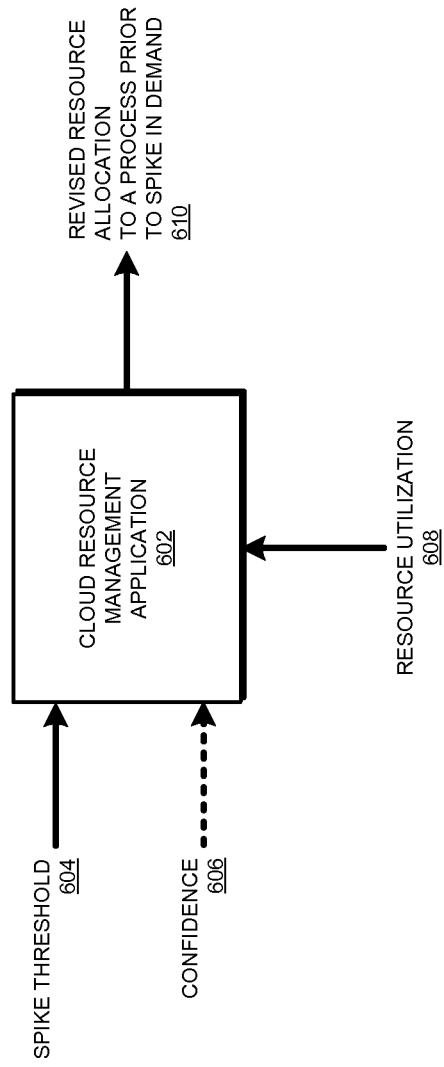 SPIKE THRESHOLD
604
CONFIDENCE
606
CLOUD RESOURCE
MANAGEMENT
APPLICATION
602
RESOURCE UTILIZATION
608
REVISED RESOURCE
ALLOCATION
TO A PROCESS PRIOR
TO SPIKE IN DEMAND
610